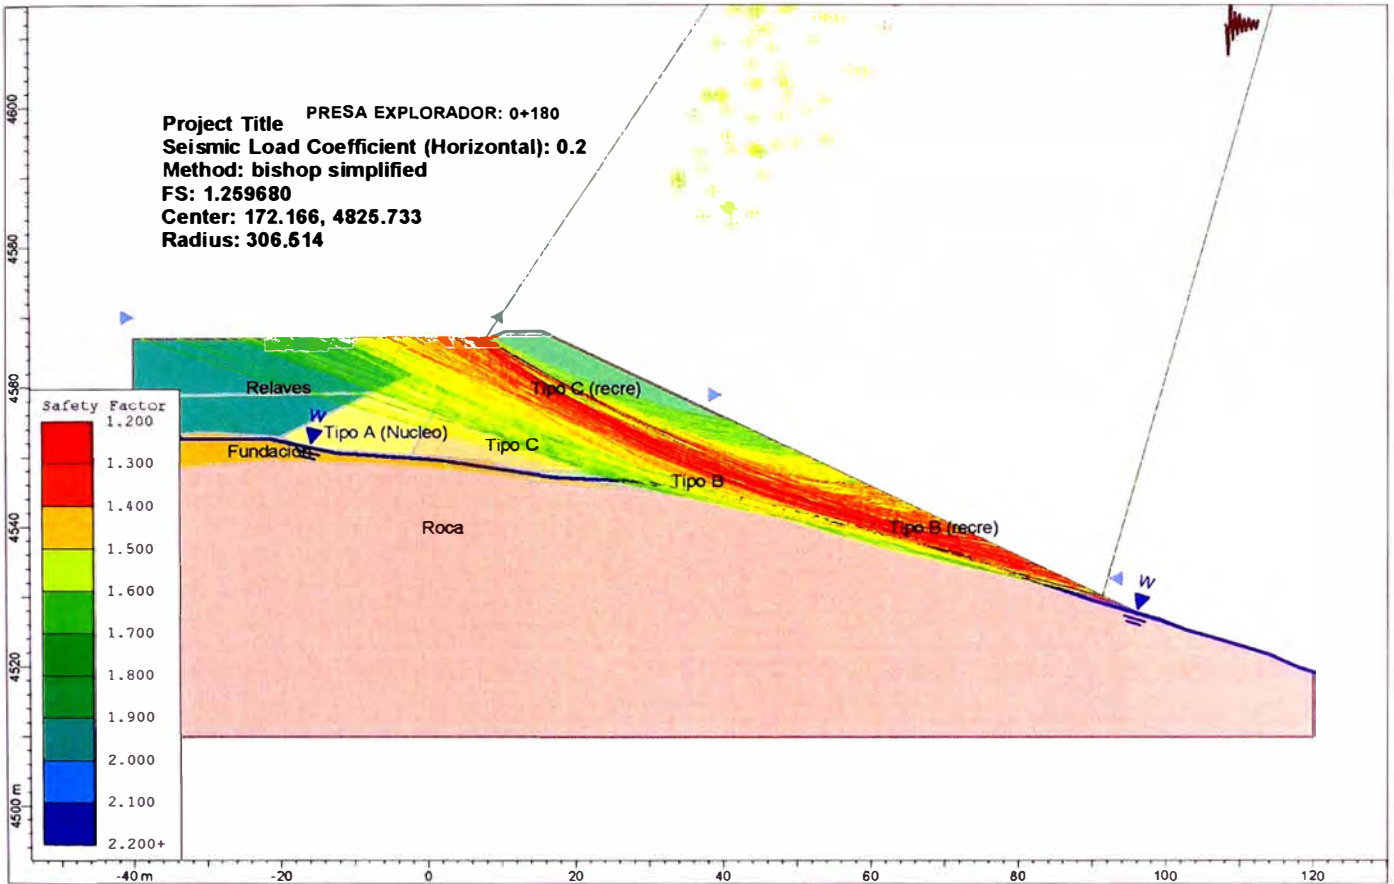 PRESA EXPLORADOR: 0+180
Project Title
Seismic Load Coefficient (Horizontal): 0.2
Method: bishop simplified
FS: 1.259680
Center: 172.166, 4825.733
Radius: 306.514
4600
4580
4580
4540
4520
4500 m
Relaves
Tipo C (recre)
W
Tipo A (Nucleo)
Tipo C
Fundación
Tipo B
Roca
Tipo B (recre)
W
Safety Factor
1.200
1.300
1.400
1.500
1.600
1.700
1.800
1.900
2.000
2.100
2.200+
-40 m
-20
0
20
40
60
80
100
120